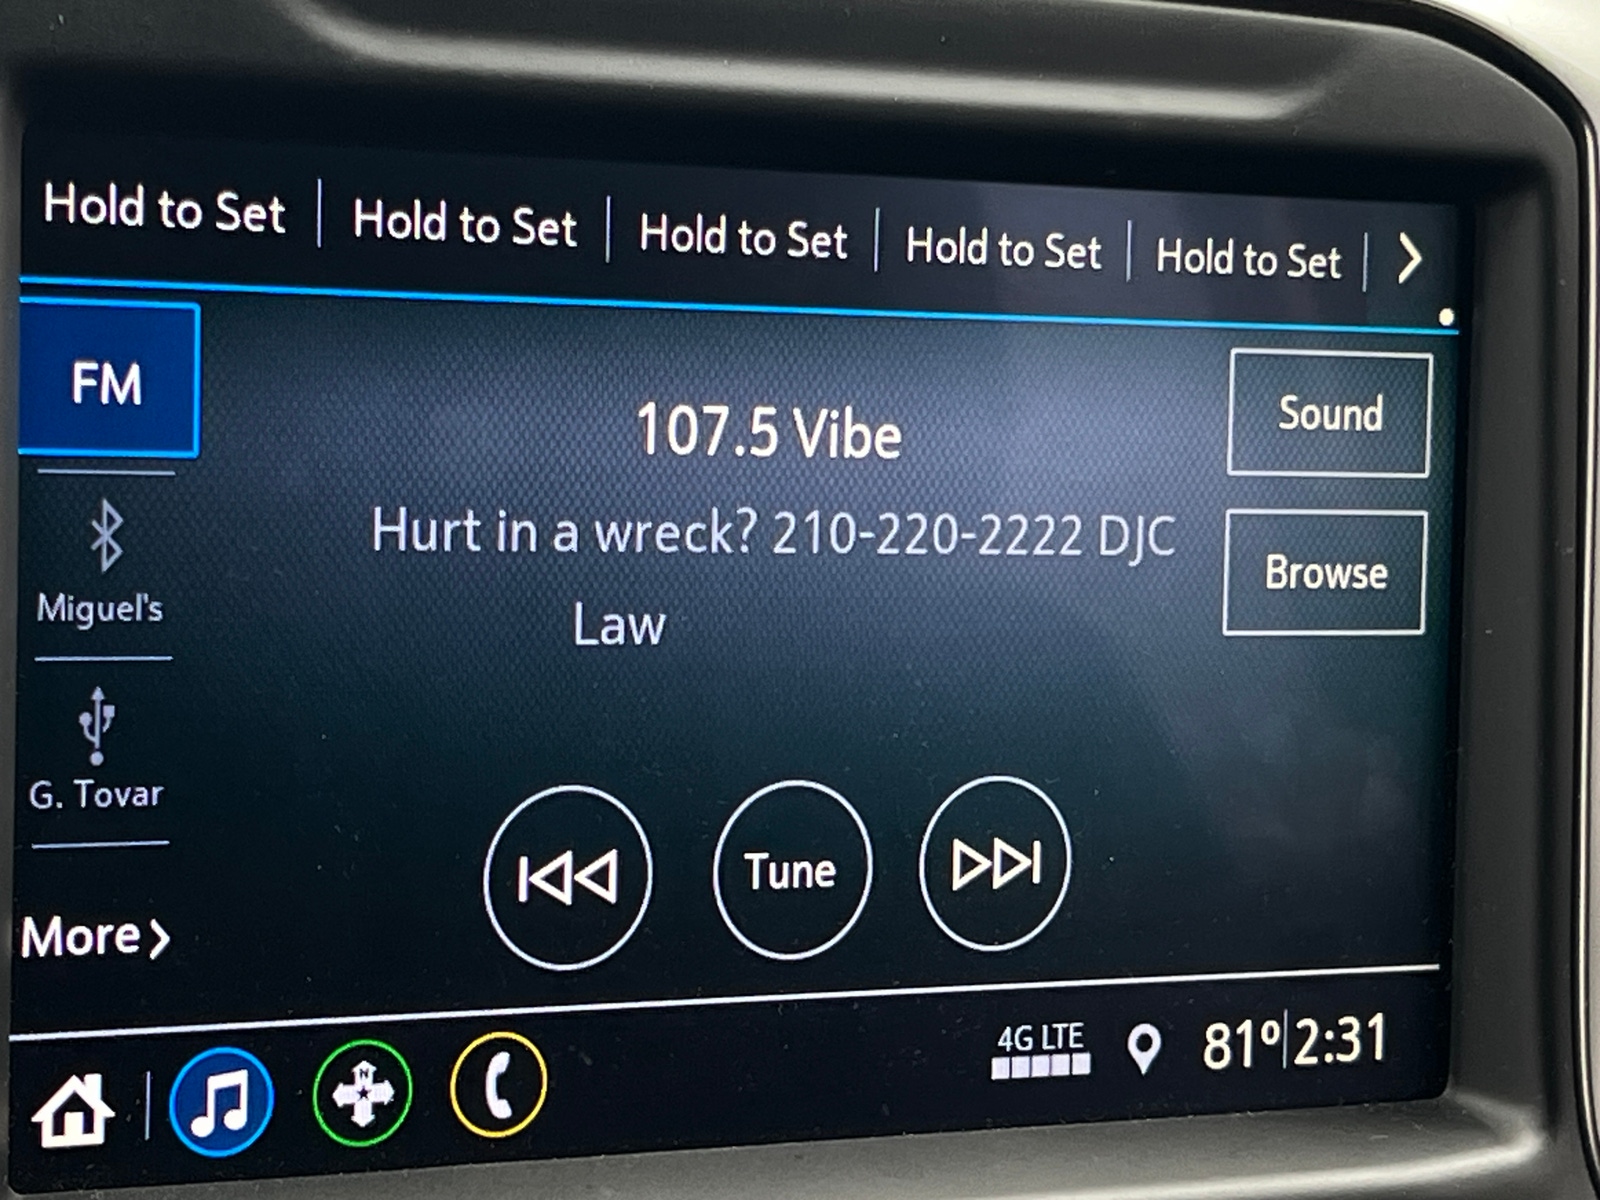 Hold to Set Hold to Set Hold to Set Hold to Set Hold to Set
FM
Sound
107.5 Vibe
Hurt in a wreck? 210-220-2222 DJC
Law
Browse
Miguel's
G. Tovar
Tune
More
4G LTE
81° 2:31
N